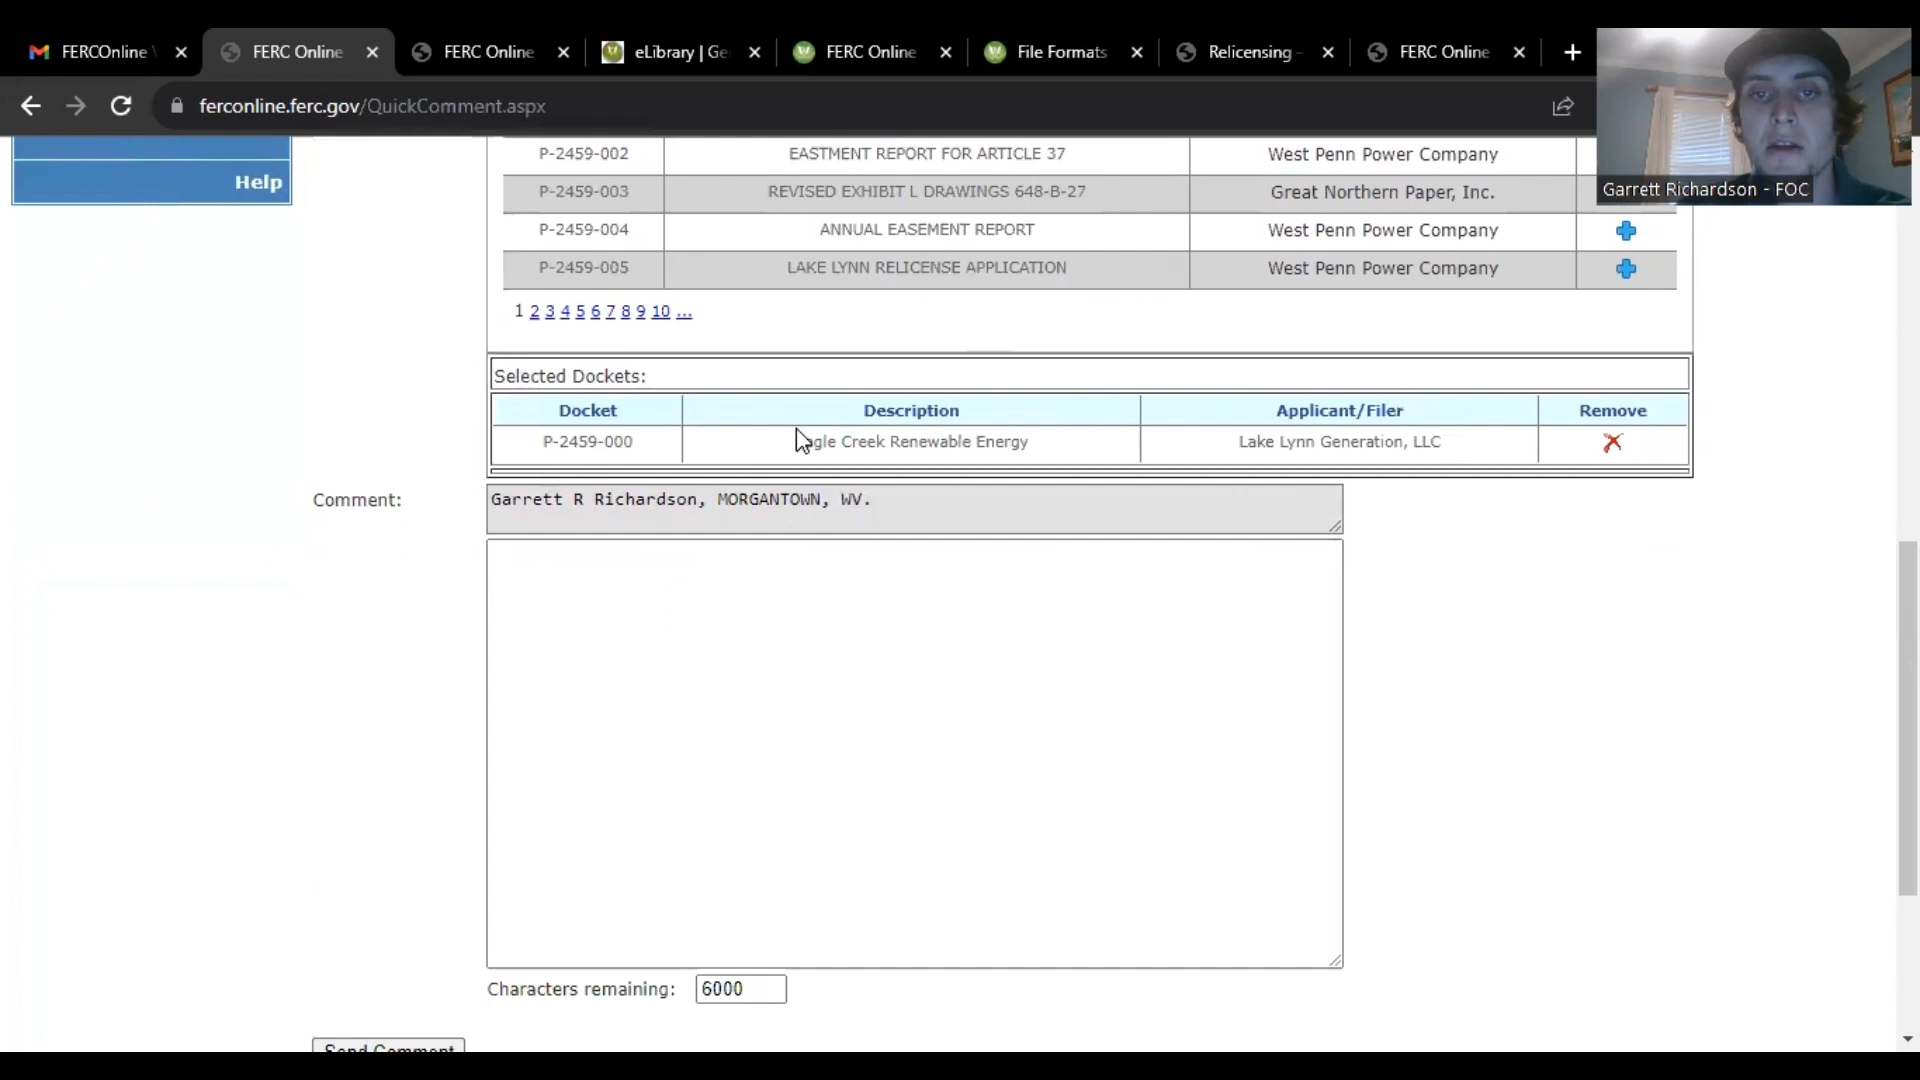 FERCOnline
FERC Online
FERC Online
eLibrary | Ge
FERC Online
File Formats
Relicensing -
FERC Online
ferconline.ferc.gov/QuickComment.aspx
Garrett Richardson - FOC
Help
P-2459-002 EASTMENT REPORT FOR ARTICLE 37 West Penn Power Company
P-2459-003 REVISED EXHIBIT L DRAWINGS 648-B-27 Great Northern Paper, Inc.
P-2459-004 ANNUAL EASEMENT REPORT West Penn Power Company
P-2459-005 LAKE LYNN RELICENSE APPLICATION West Penn Power Company
1 2 3 4 5 6 7 8 9 10 ...
Selected Dockets:
Docket Description Applicant/Filer Remove
P-2459-000 Eagle Creek Renewable Energy Lake Lynn Generation, LLC
Comment:
Garrett R Richardson, MORGANTOWN, WV.
Characters remaining: 6000
Send Comment